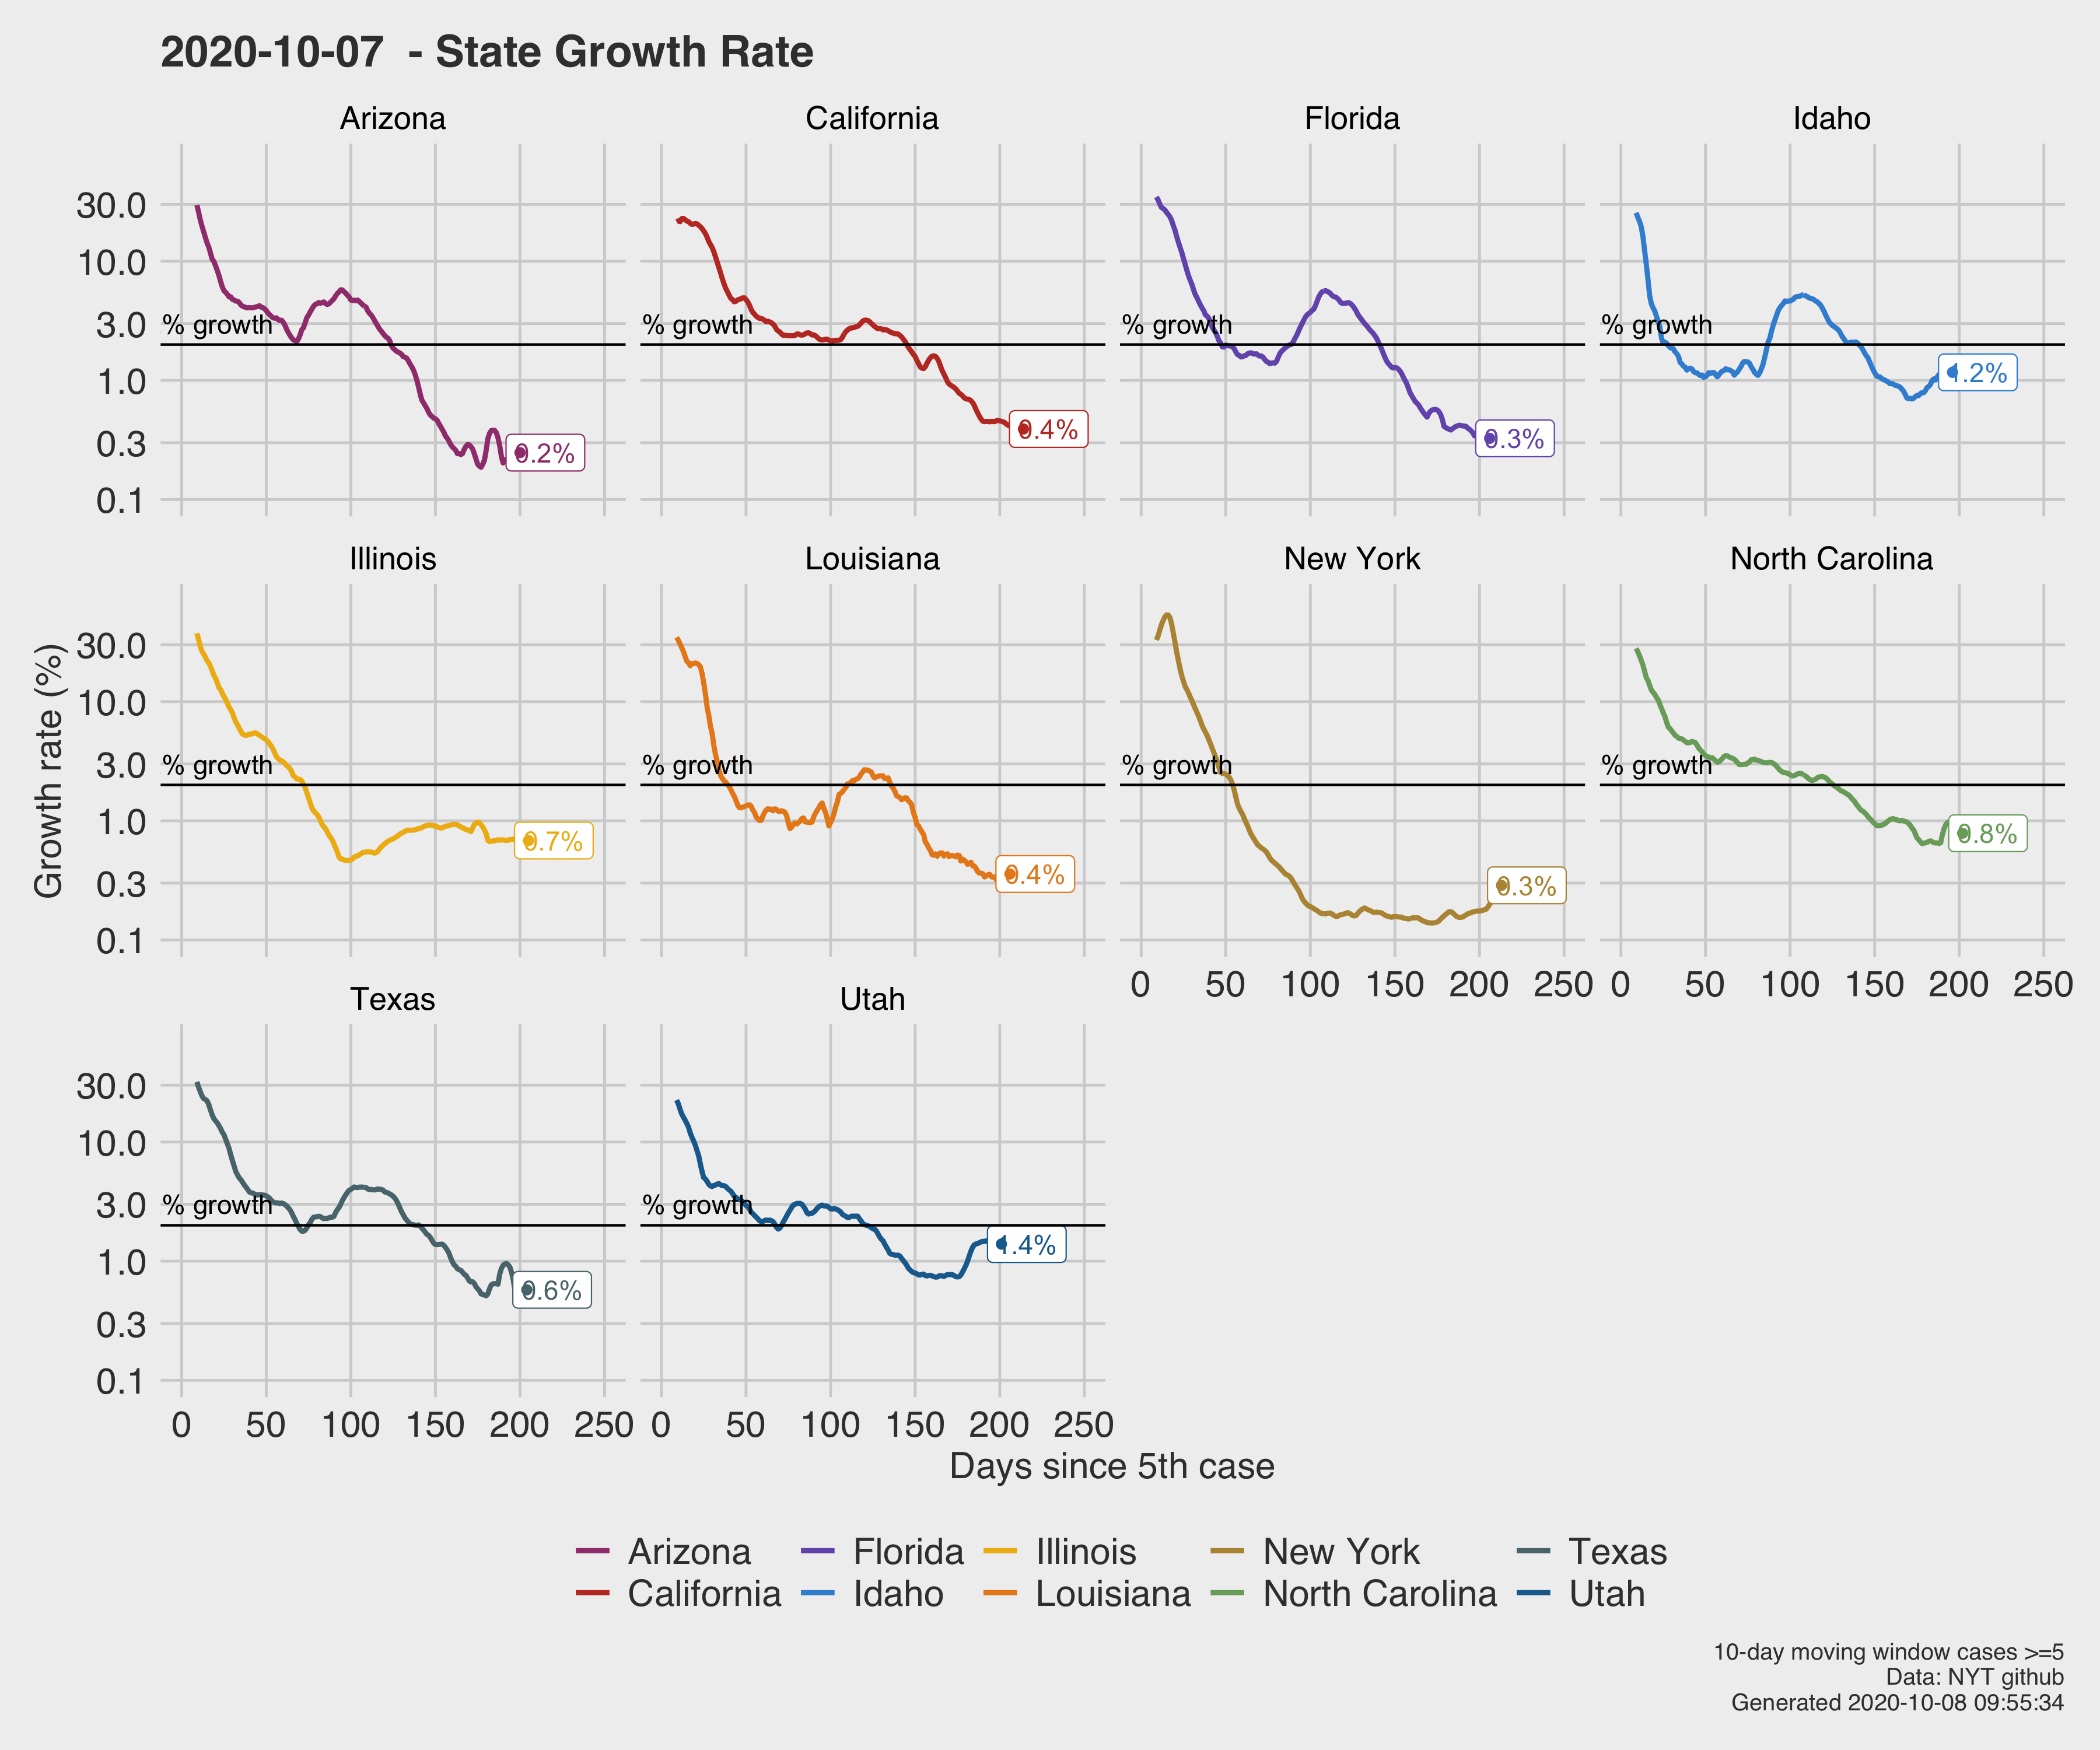 2020-10-07  - State Growth Rate
Arizona
California
Florida
Idaho
30.0
10.0
3.0
1.0
0.3
0.1
% growth
% growth
% growth
% growth
0.2%
0.4%
0.3%
1.2%
Illinois
Louisiana
New York
North Carolina
Growth rate (%)
30.0
10.0
3.0
1.0
0.3
0.1
% growth
% growth
% growth
% growth
0.7%
0.4%
0.3%
0.8%
0 50 100 150 200 250
0 50 100 150 200 250
Texas
Utah
30.0
10.0
3.0
1.0
0.3
0.1
% growth
% growth
0.6%
1.4%
0 50 100 150 200 250
0 50 100 150 200 250
Days since 5th case
Arizona Florida Illinois New York Texas
California Idaho Louisiana North Carolina Utah
10-day moving window cases >=5
Data: NYT github
Generated 2020-10-08 09:55:34